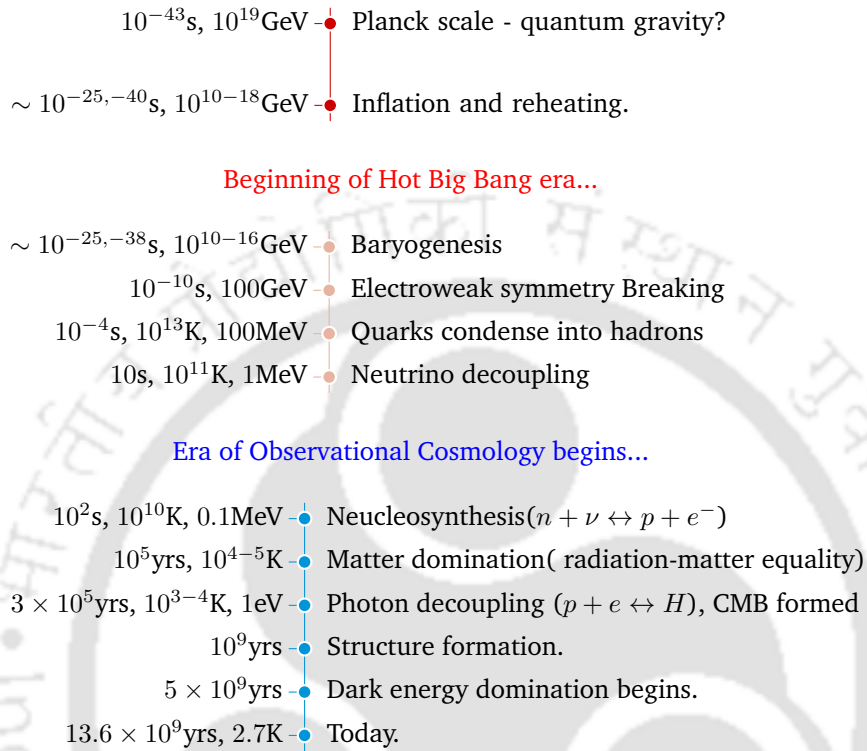 10⁻⁴³s, 10¹⁹GeV Planck scale - quantum gravity?
∼ 10⁻²⁵,⁻⁴⁰s, 10¹⁰⁻¹⁸GeV Inflation and reheating.
Beginning of Hot Big Bang era...
∼ 10⁻²⁵,⁻³⁸s, 10¹⁰⁻¹⁶GeV Baryogenesis
10⁻¹⁰s, 100GeV Electroweak symmetry Breaking
10⁻⁴s, 10¹³K, 100MeV Quarks condense into hadrons
10s, 10¹¹K, 1MeV Neutrino decoupling
Era of Observational Cosmology begins...
10²s, 10¹⁰K, 0.1MeV Neucleosynthesis(n + ν ↔ p + e⁻)
10⁵yrs, 10⁴⁻⁵K Matter domination( radiation-matter equality)
3 × 10⁵yrs, 10³⁻⁴K, 1eV Photon decoupling (p + e ↔ H), CMB formed
10⁹yrs Structure formation.
5 × 10⁹yrs Dark energy domination begins.
13.6 × 10⁹yrs, 2.7K Today.